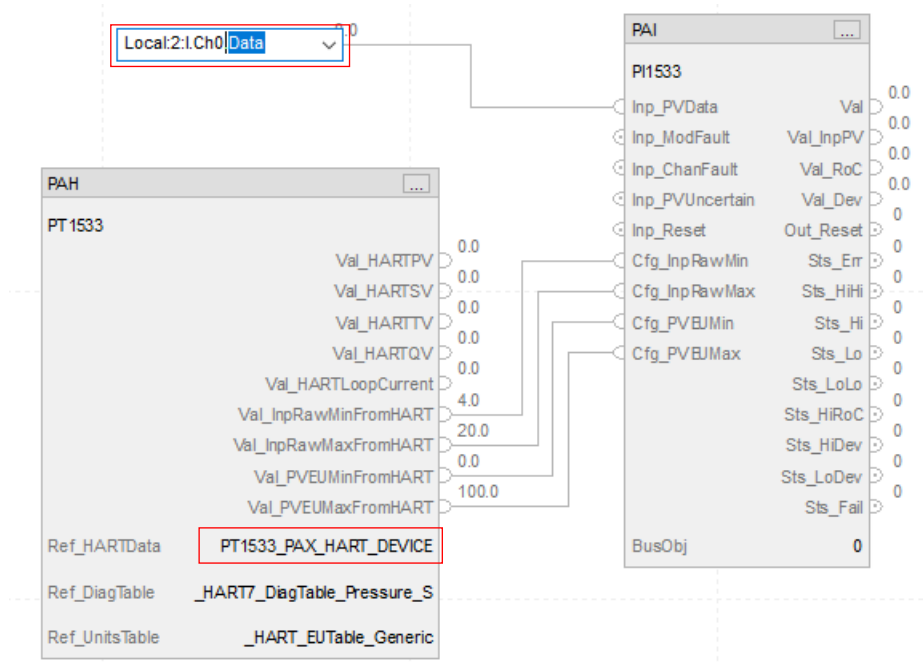 Local:2:I.Ch0.Data
0.0
PAI
...
PI1533
Inp_PVData Val 0.0
Inp_ModFault Val_InpPV 0.0
Inp_ChanFault Val_RoC 0.0
Inp_PVUncertain Val_Dev 0.0
Inp_Reset Out_Reset 0
Cfg_InpRawMin Sts_Err 0
Cfg_InpRawMax Sts_HiHi 0
Cfg_PVEUMin Sts_Hi 0
Cfg_PVEUMax Sts_Lo 0
Sts_LoLo 0
Sts_HiRoC 0
Sts_HiDev 0
Sts_LoDev 0
Sts_Fail 0
BusObj 0
PAH
...
PT1533
Val_HARTPV 0.0
Val_HARTSV 0.0
Val_HARTTV 0.0
Val_HARTQV 0.0
Val_HARTLoopCurrent 0.0
Val_InpRawMinFromHART 4.0
Val_InpRawMaxFromHART 20.0
Val_PVEUMinFromHART 0.0
Val_PVEUMaxFromHART 100.0
Ref_HARTData PT1533_PAX_HART_DEVICE
Ref_DiagTable _HART7_DiagTable_Pressure_S
Ref_UnitsTable _HART_EUTable_Generic